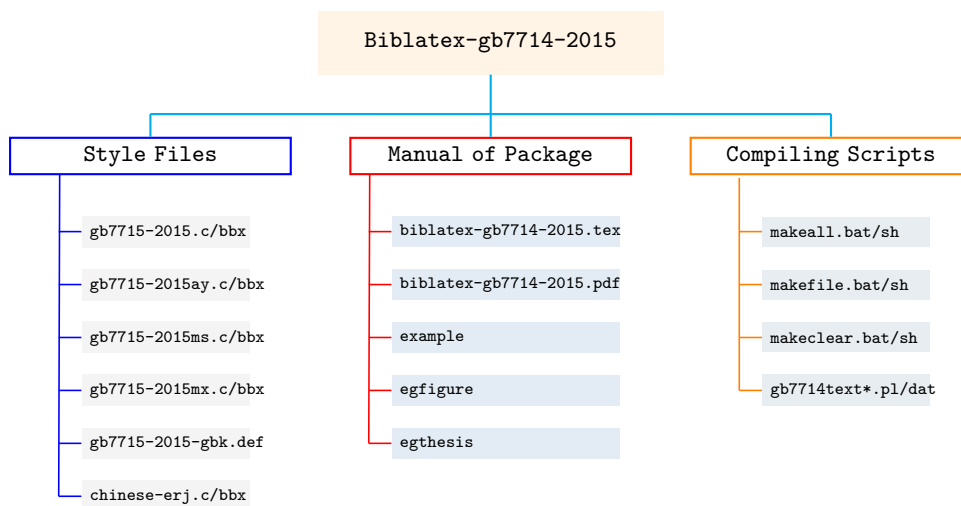 Biblatex-gb7714-2015
Style Files
Manual of Package
Compiling Scripts
gb7715-2015.c/bbx
gb7715-2015ay.c/bbx
gb7715-2015ms.c/bbx
gb7715-2015mx.c/bbx
gb7715-2015-gbk.def
chinese-erj.c/bbx
biblatex-gb7714-2015.tex
biblatex-gb7714-2015.pdf
example
egfigure
egthesis
makeall.bat/sh
makefile.bat/sh
makeclear.bat/sh
gb7714text*.pl/dat